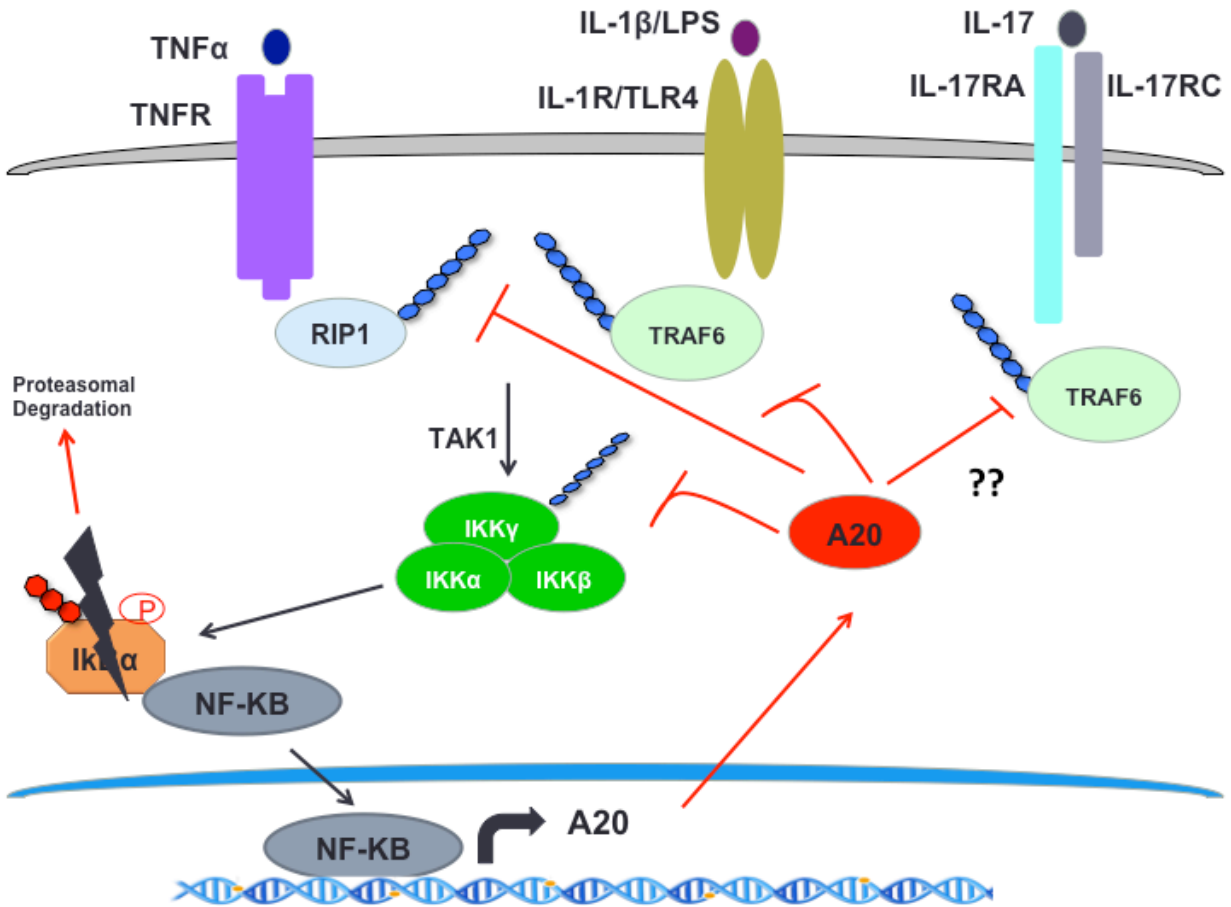 TNFα
IL-1β/LPS
IL-17
TNFR
IL-1R/TLR4
IL-17RA
IL-17RC
RIP1
TRAF6
TRAF6
Proteasomal
Degradation
TAK1
??
IKKγ
A20
IKKα
IKKβ
P
IkBα
NF-KB
A20
NF-KB